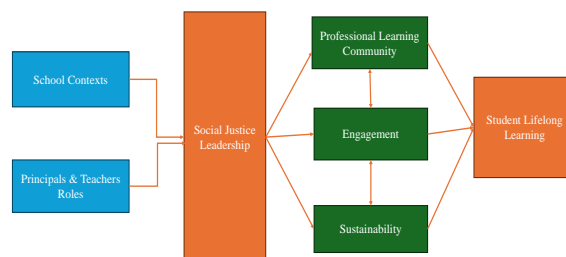 School Contexts
Principals & Teachers
Roles
Social Justice
Leadership
Professional Learning
Community
Engagement
Sustainability
Student Lifelong
Learning